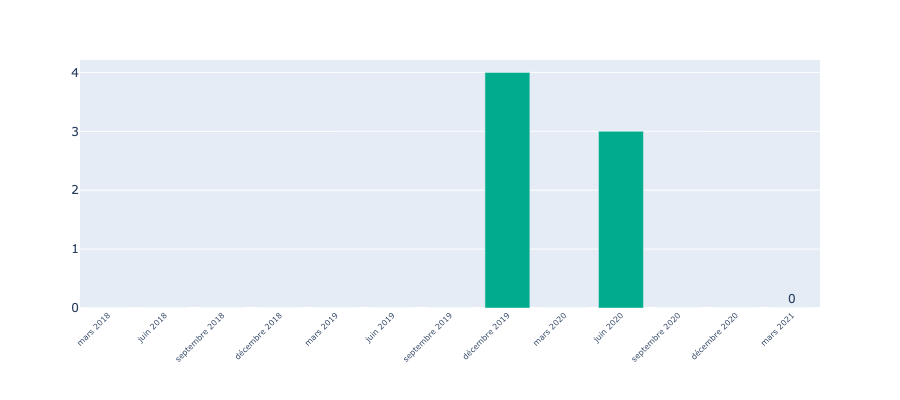 4
3
2
1
0
0
mars 2018
juin 2018
septembre 2018
décembre 2018
mars 2019
juin 2019
septembre 2019
décembre 2019
mars 2020
juin 2020
septembre 2020
décembre 2020
mars 2021